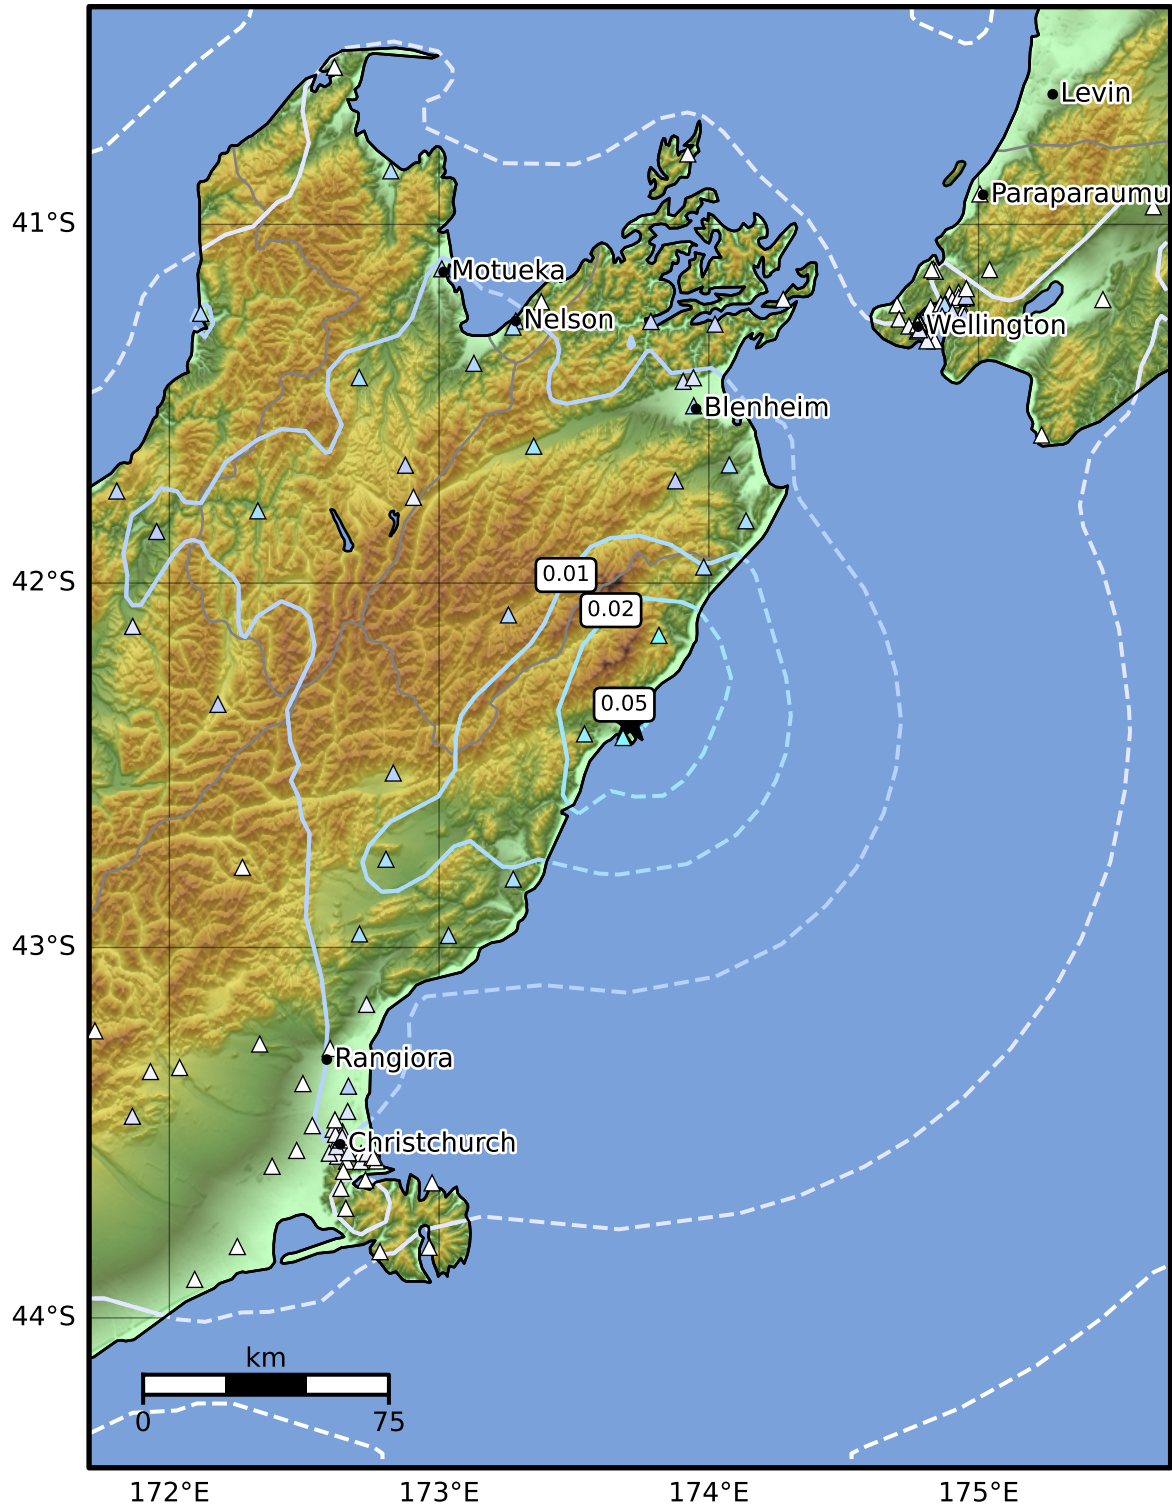 Levin
Paraparaumu
41°S
Motueka
Nelson
Wellington
Blenheim
0.01
42°S
0.02
0.05
43°S
Rangiora
Christchurch
44°S
km
0 75
172°E 173°E 174°E 175°E